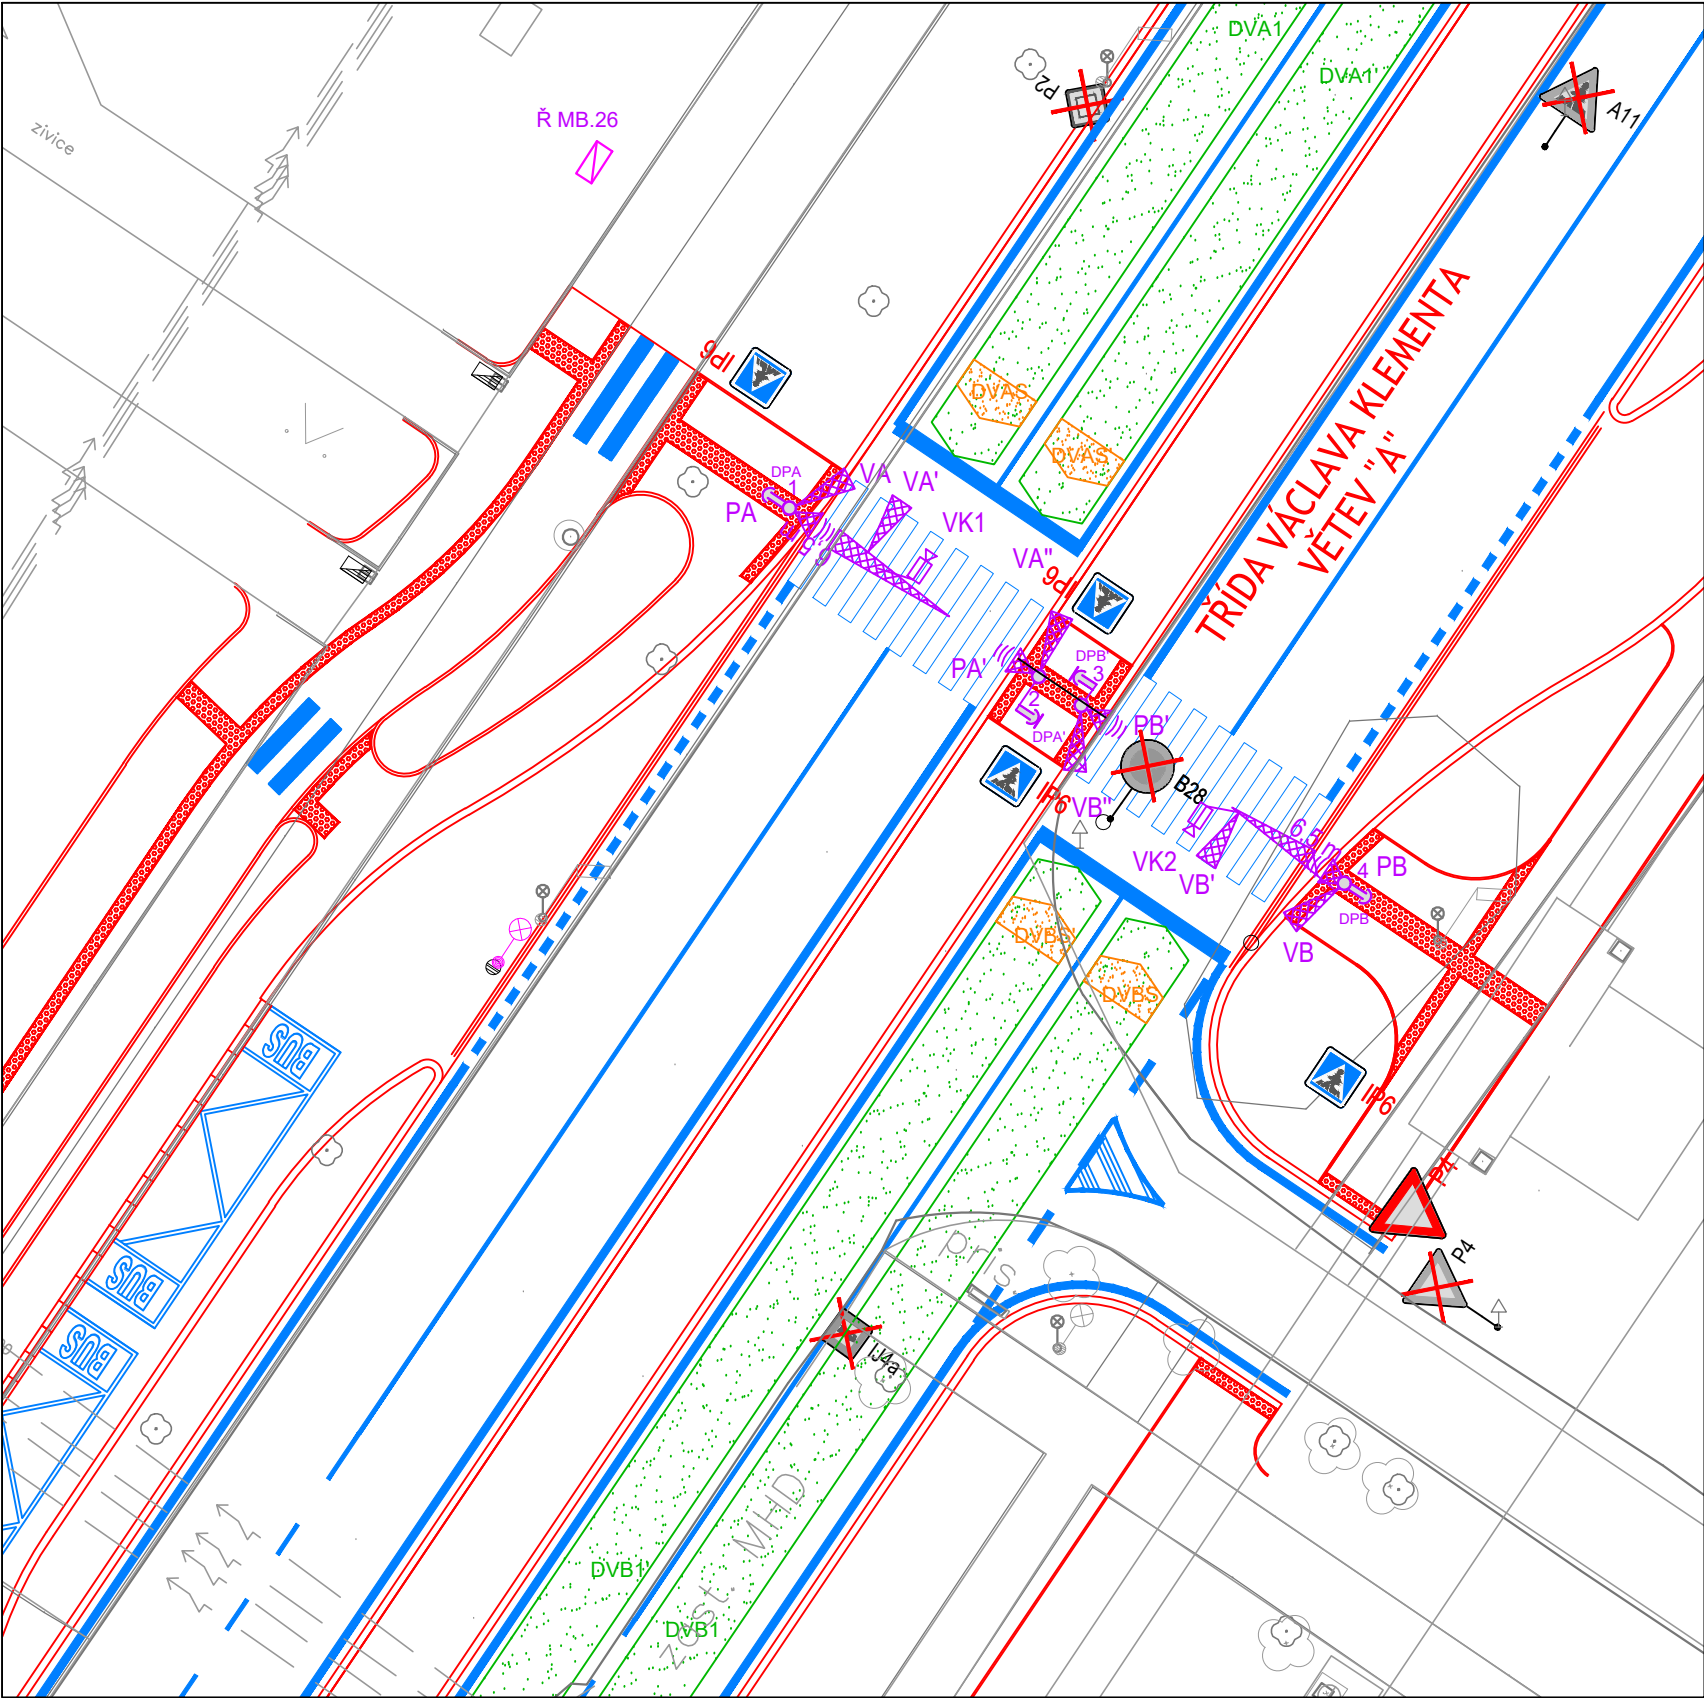 DVA1
DVA1'
P2
A11
Ř MB.26
zivice
IP6
DVAS
DVAS'
TŘÍDA VÁCLAVA KLEMENTA
VĚTEV "A"
DPA
1
VA
VA'
PA
VK1
VA"
IP6
PA'
DPB'
3
2
DPA'
PB'
B28
IP6
VB"
VK2
VB'
6.5 m
4
PB
DPB
VB
DVBS'
DVBS
BUS
IP6
P4
P4
BUS
BUS
IJ4a
DVB1'
DVB1
zast. MHD